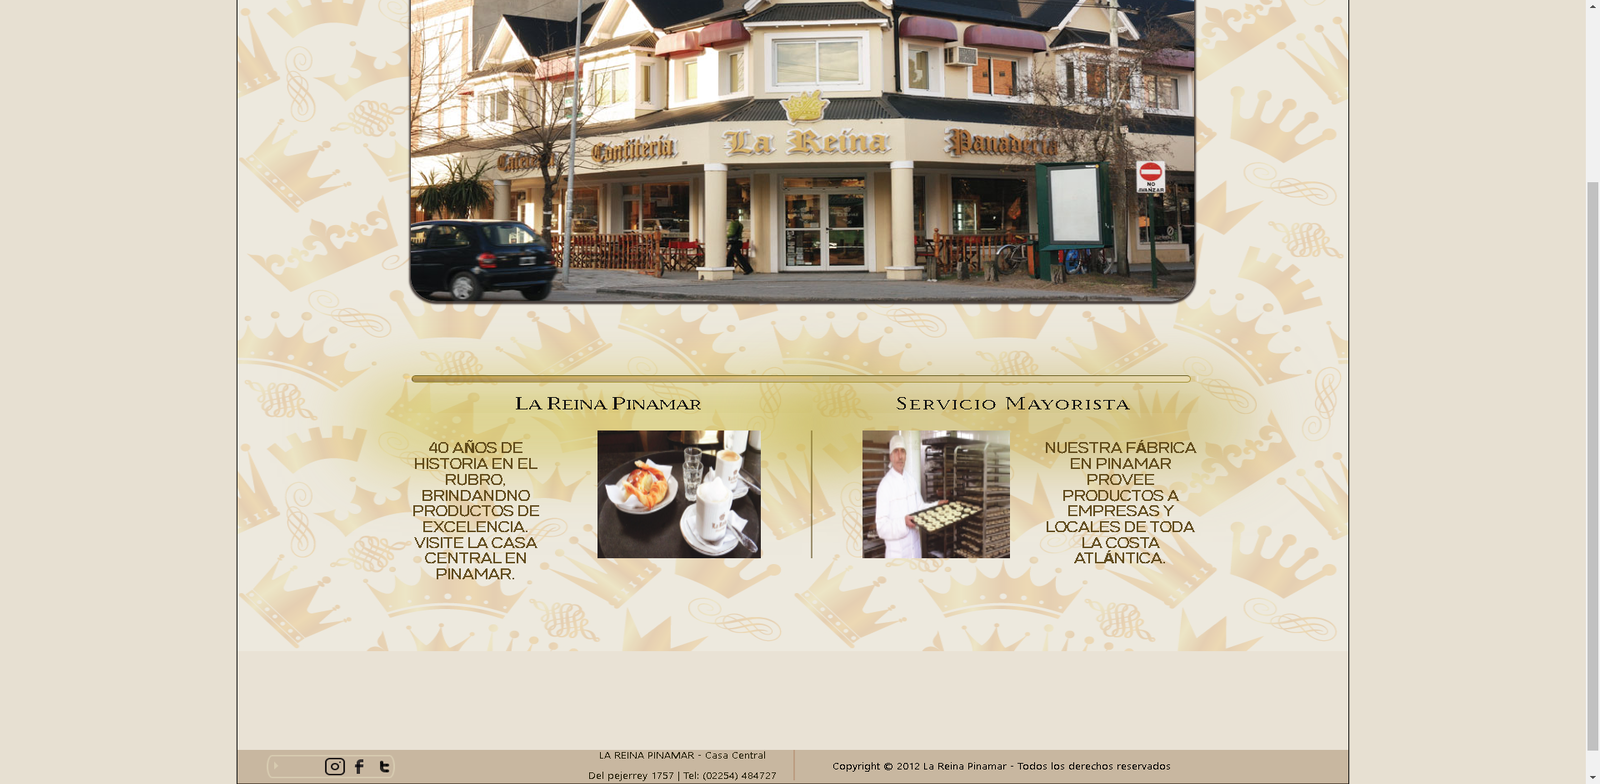 Cafetería
Confitería
La Reina
Panadería
NO
AVANZAR
LA REINA PINAMAR
SERVICIO MAYORISTA
40 AÑOS DE
HISTORIA EN EL
RUBRO,
BRINDANDNO
PRODUCTOS DE
EXCELENCIA.
VISITE LA CASA
CENTRAL EN
PINAMAR.
NUESTRA FÁBRICA
EN PINAMAR
PROVEE
PRODUCTOS A
EMPRESAS Y
LOCALES DE TODA
LA COSTA
ATLÁNTICA.
LA REINA PINAMAR - Casa Central
Del pejerrey 1757 | Tel: (02254) 484727
Copyright © 2012 La Reina Pinamar - Todos los derechos reservados